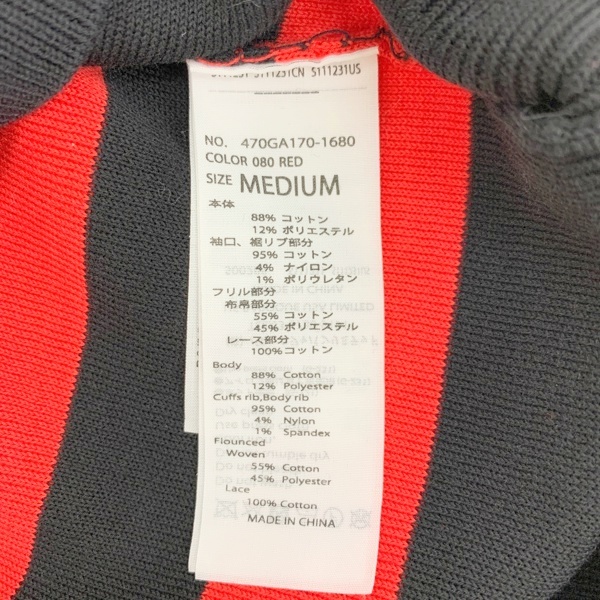 S111231CN S111231US
NO. 470GA170-1680
COLOR 080 RED
SIZE MEDIUM
本体
88% コットン
12% ポリエステル
袖口、裾リブ部分
95% コットン
4% ナイロン
1% ポリウレタン
フリル部分
布帛部分
55% コットン
45% ポリエステル
レース部分
100% コットン
Body
88% Cotton
12% Polyester
Cuffs rib,Body rib
95% Cotton
4% Nylon
1% Spandex
Flounced
Woven
55% Cotton
45% Polyester
Lace
100% Cotton
MADE IN CHINA